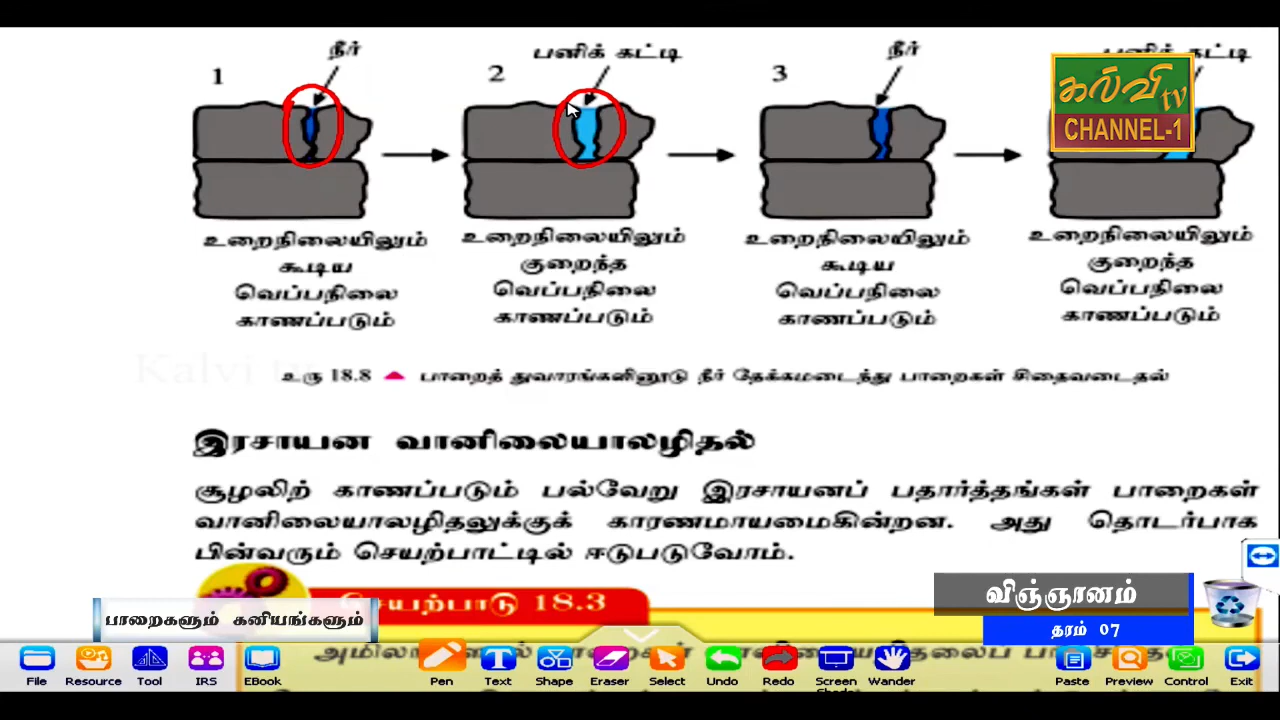 நீர்
பனிக் கட்டி
நீர்
1
2
3
கல்வி tv
CHANNEL-1
உறைநிலையிலும்
கூடிய
வெப்பநிலை
காணப்படும்
உறைநிலையிலும்
குறைந்த
வெப்பநிலை
காணப்படும்
உறைநிலையிலும்
கூடிய
வெப்பநிலை
காணப்படும்
உறைநிலையிலும்
குறைந்த
வெப்பநிலை
காணப்படும்
Kalvi tv
உரு 18.8 பாறைத் துவாரங்களினூடு நீர் தேக்கமடைந்து பாறைகள் சிதைவடைதல்
இரசாயன வானிலையாலழிதல்
சூழலிற் காணப்படும் பல்வேறு இரசாயனப் பதார்த்தங்கள் பாறைகள்
வானிலையாலழிதலுக்குக் காரணமாயமைகின்றன. அது தொடர்பாக
பின்வரும் செயற்பாட்டில் ஈடுபடுவோம்.
செயற்பாடு 18.3
விஞ்ஞானம்
தரம் 07
பாறைகளும் கனியங்களும்
File
Resource
Tool
IRS
EBook
Pen
Text
Shape
Eraser
Select
Undo
Redo
Screen
Wander
Paste
Preview
Control
Exit